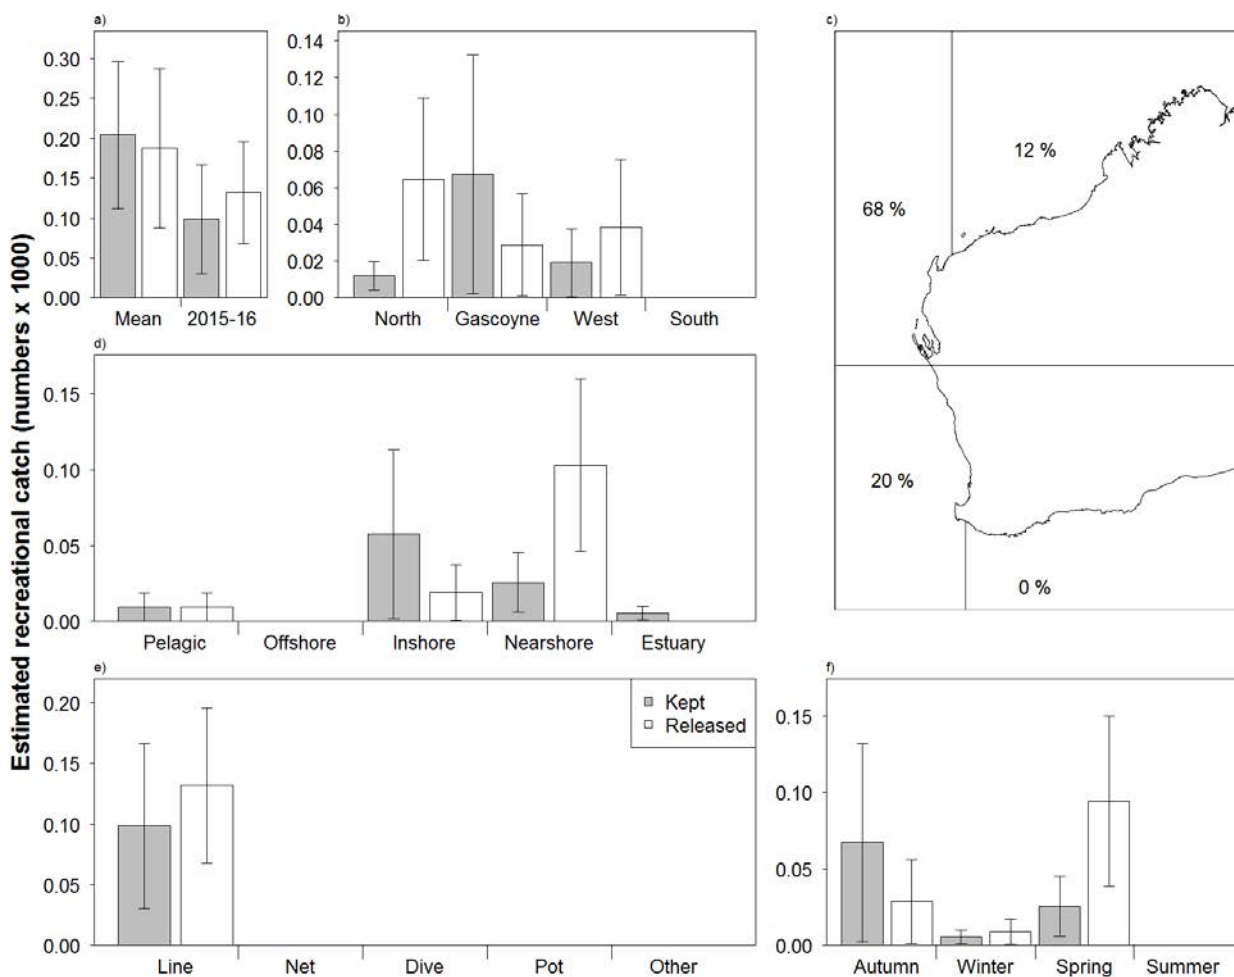 a)
0.30
0.25
0.20
0.15
0.10
0.05
0.00
Mean 2015-16
b)
0.14
0.12
0.10
0.08
0.06
0.04
0.02
0.00
North Gascoyne West South
c)
12 %
68 %
20 %
0 %
Estimated recreational catch (numbers x 1000)
d)
0.15
0.10
0.05
0.00
Pelagic Offshore Inshore Nearshore Estuary
e)
0.20
0.15
0.10
0.05
0.00
Kept
Released
Line Net Dive Pot Other
f)
0.15
0.10
0.05
0.00
Autumn Winter Spring Summer